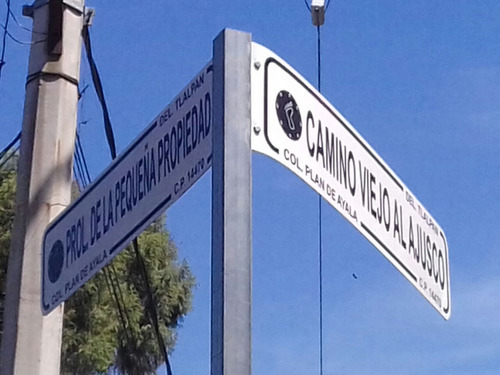 DEL. TLALPAN
PROL. DE LA PEQUEÑA PROPIEDAD
COL. PLAN DE AYALA C.P. 14470
DEL. TLALPAN
CAMINO VIEJO AL AJUSCO
COL. PLAN DE AYALA C.P. 14470